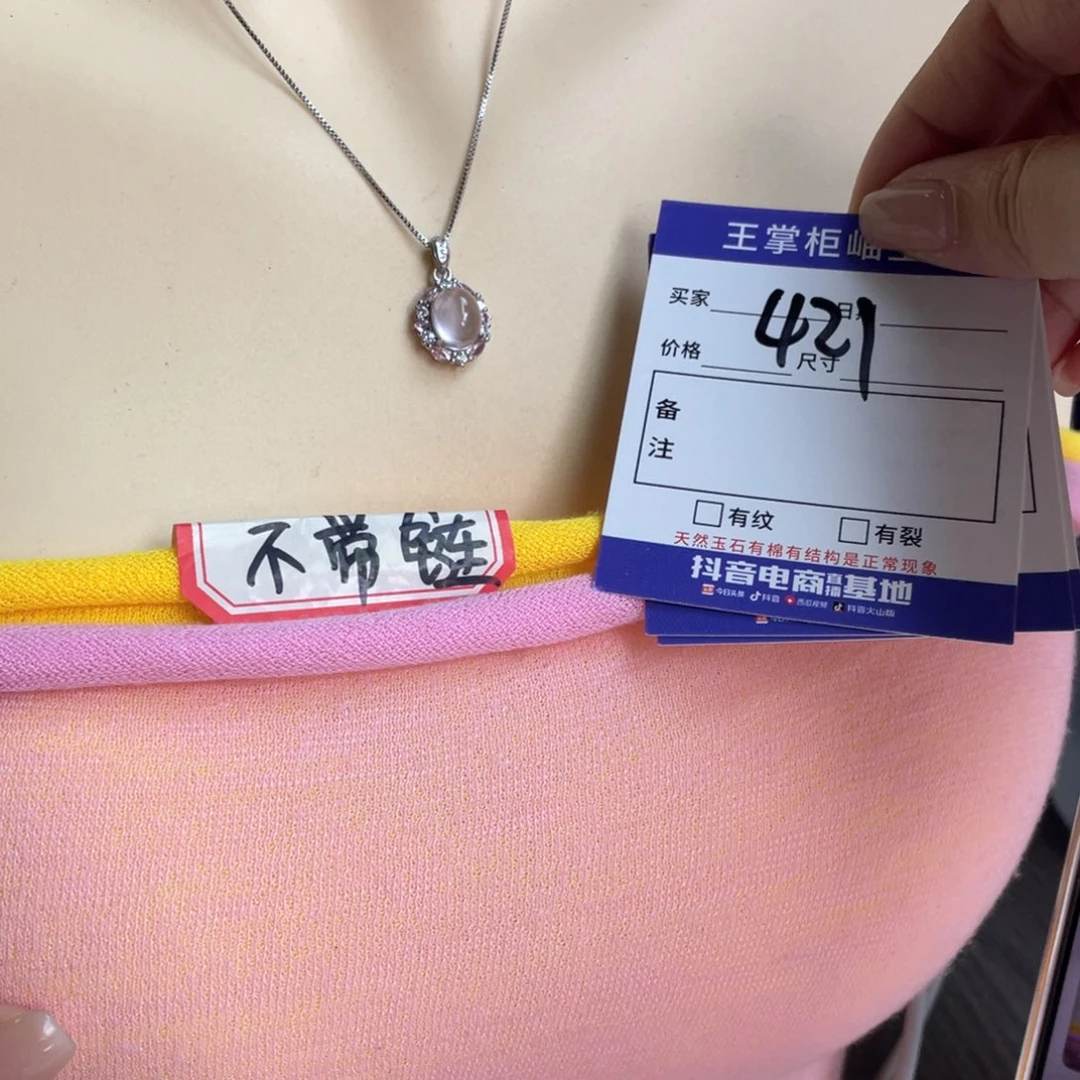 王掌柜
买家
421
价格
尺寸
备
注
有纹
有裂
天然玉石有棉有结构是正常现象
抖音电商直播基地
今日头条 抖音 西瓜视频 抖音火山版
不带链